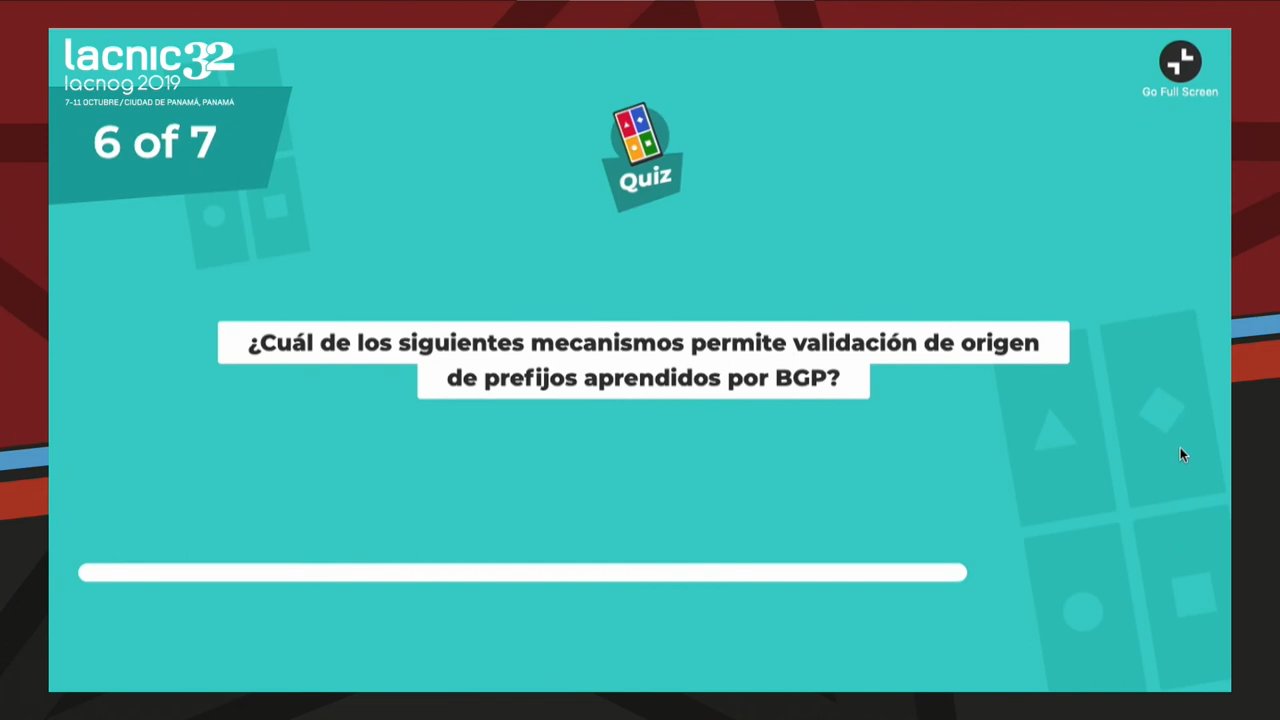 lacnic32
lacnog 2019
7-11 OCTUBRE / CIUDAD DE PANAMÁ, PANAMÁ
6 of 7
Go Full Screen
Quiz
¿Cuál de los siguientes mecanismos permite validación de origen
de prefijos aprendidos por BGP?